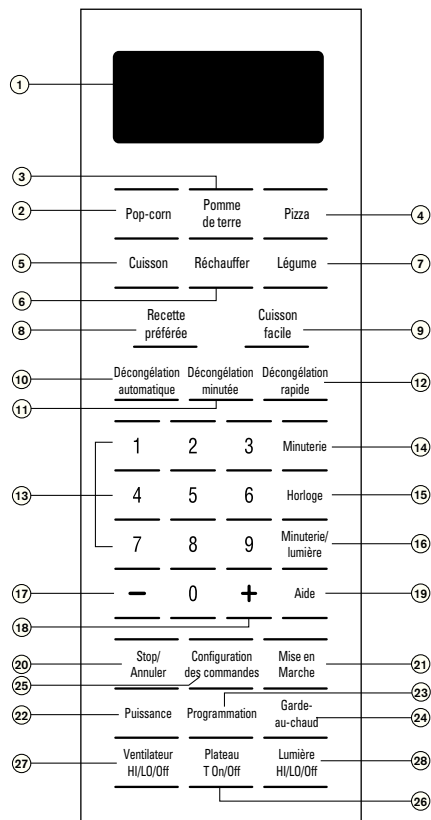 1
3
Pomme
2
Pop-corn
Pizza
4
de terre
5
Cuisson
Réchauffer
Légume
7
6
Recette
Cuisson
8
préférée
facile
9
10
Décongélation
Décongélation
Décongélation
12
automatique
minutée
rapide
11
1
2
3
Minuterie
14
13
4
5
6
Horloge
15
7
8
9
Minuterie/
lumière
16
17
–
0
+
Aide
19
18
20
Stop/
Annuler
Configuration
des commandes
Mise en
Marche
21
25
23
22
Puissance
Programmation
Garde-
au-chaud
24
27
Ventilateur
HI/LO/Off
Plateau
T On/Off
Lumière
HI/LO/Off
28
26